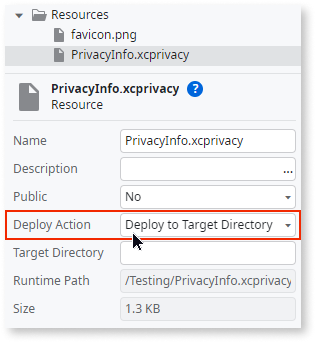 Resources
favicon.png
PrivacyInfo.xcprivacy
PrivacyInfo.xcprivacy ?
Resource
Name PrivacyInfo.xcprivacy
Description ...
Public No
Deploy Action Deploy to Target Directory
Target Directory
Runtime Path /Testing/PrivacyInfo.xcprivacy
Size 1.3 KB